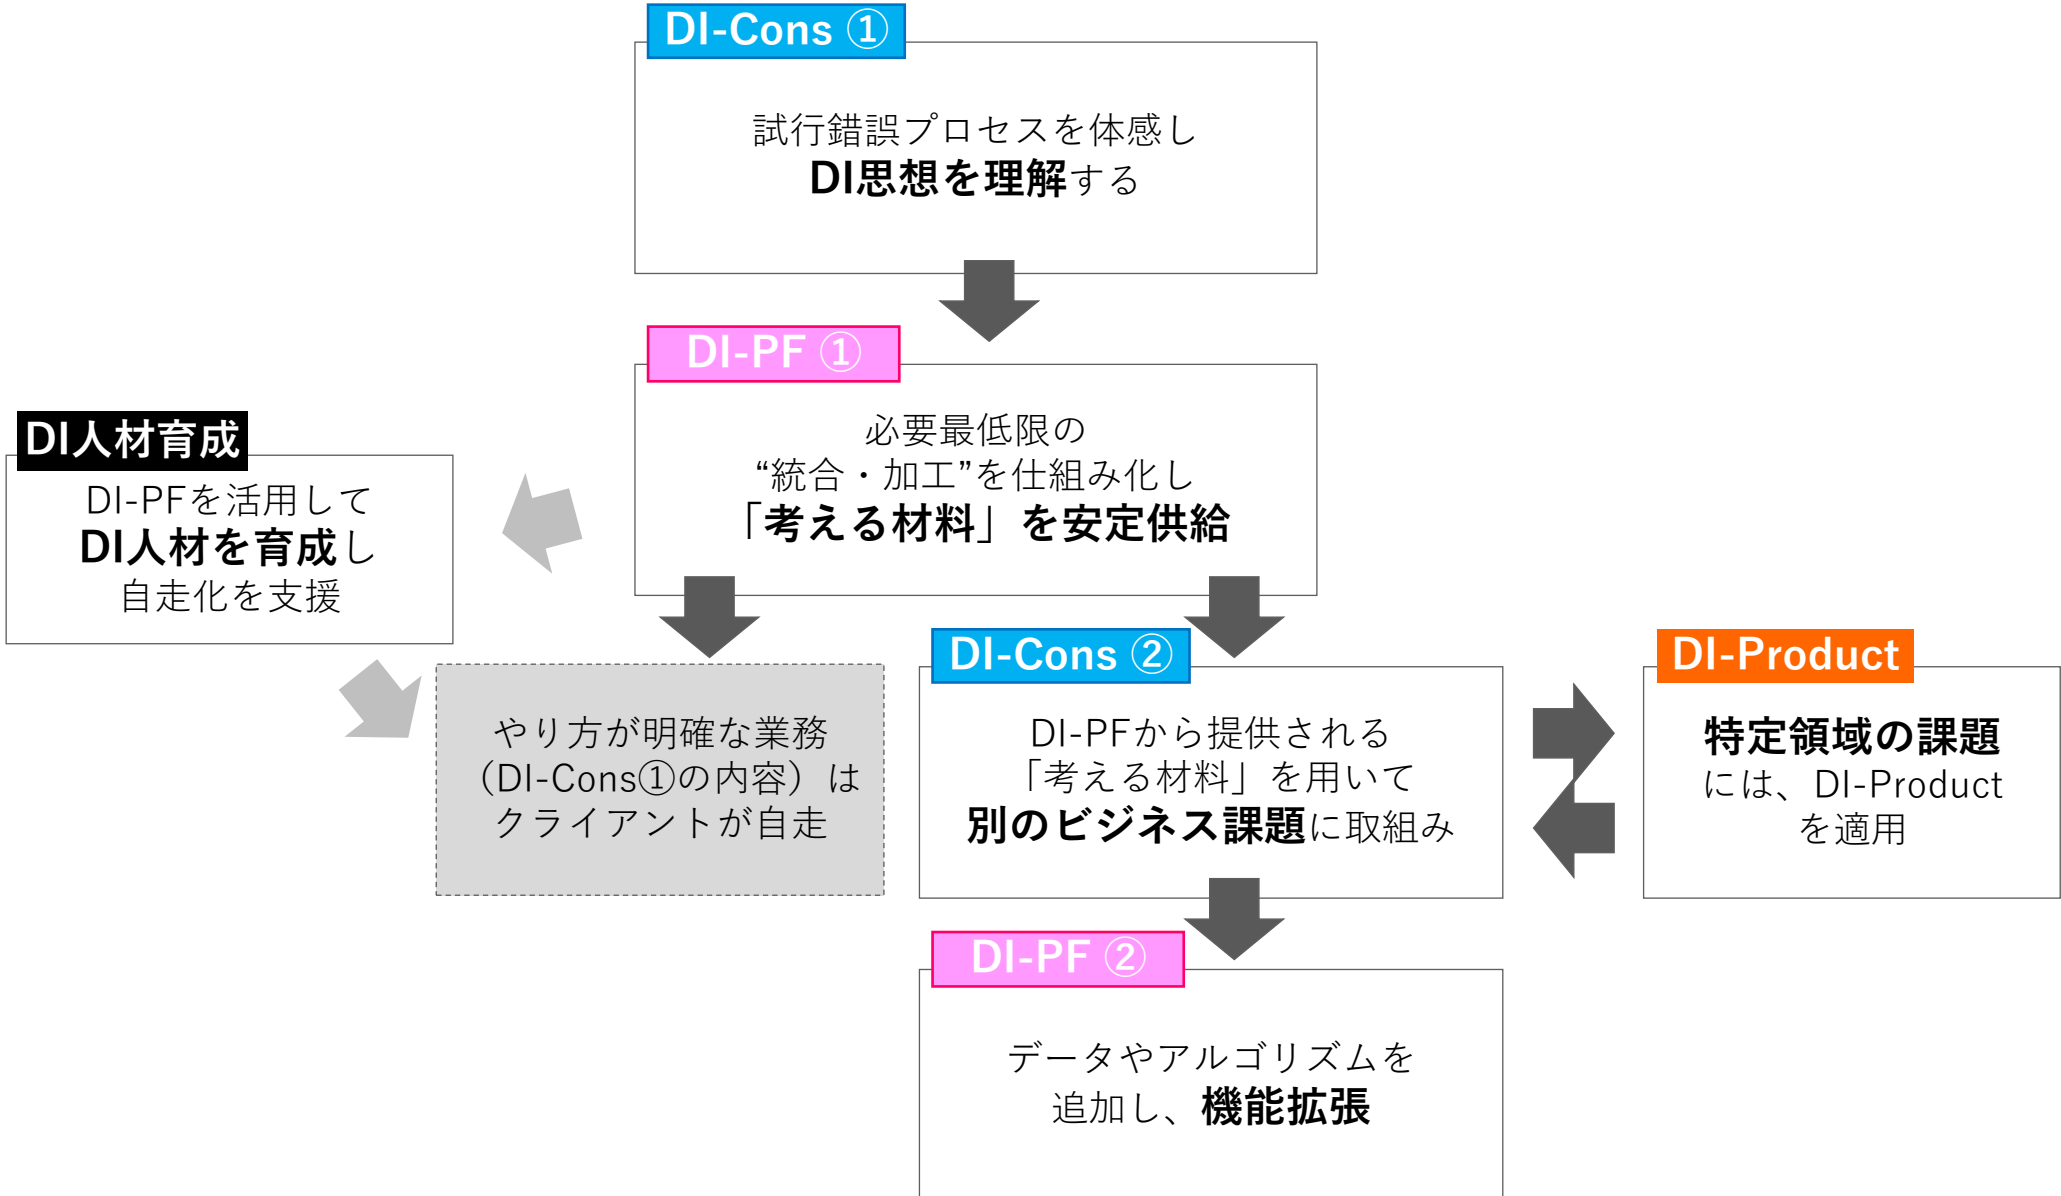 DI-Cons ①
試行錯誤プロセスを体感し
DI思想を理解する
DI-PF ①
必要最低限の
“統合・加工”を仕組み化し
「考える材料」を安定供給
DI人材育成
DI-PFを活用して
DI人材を育成し
自走化を支援
やり方が明確な業務
（DI-Cons①の内容）は
クライアントが自走
DI-Cons ②
DI-PFから提供される
「考える材料」を用いて
別のビジネス課題に取組み
DI-Product
特定領域の課題
には、DI-Product
を適用
DI-PF ②
データやアルゴリズムを
追加し、機能拡張